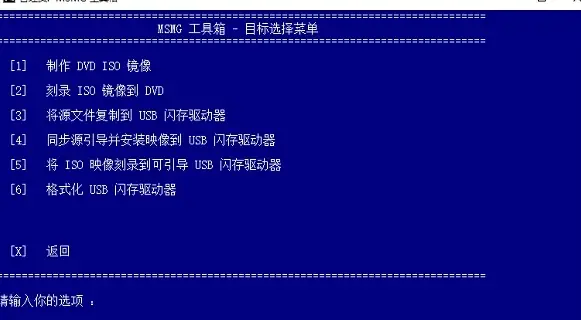 ===============================================================================
MSMG 工具箱 - 目标选择菜单
===============================================================================
[1] 制作 DVD ISO 镜像
[2] 刻录 ISO 镜像到 DVD
[3] 将源文件复制到 USB 闪存驱动器
[4] 同步源引导并安装映像到 USB 闪存驱动器
[5] 将 ISO 映像刻录到可引导 USB 闪存驱动器
[6] 格式化 USB 闪存驱动器
[X] 返回
===============================================================================
请输入你的选项 :